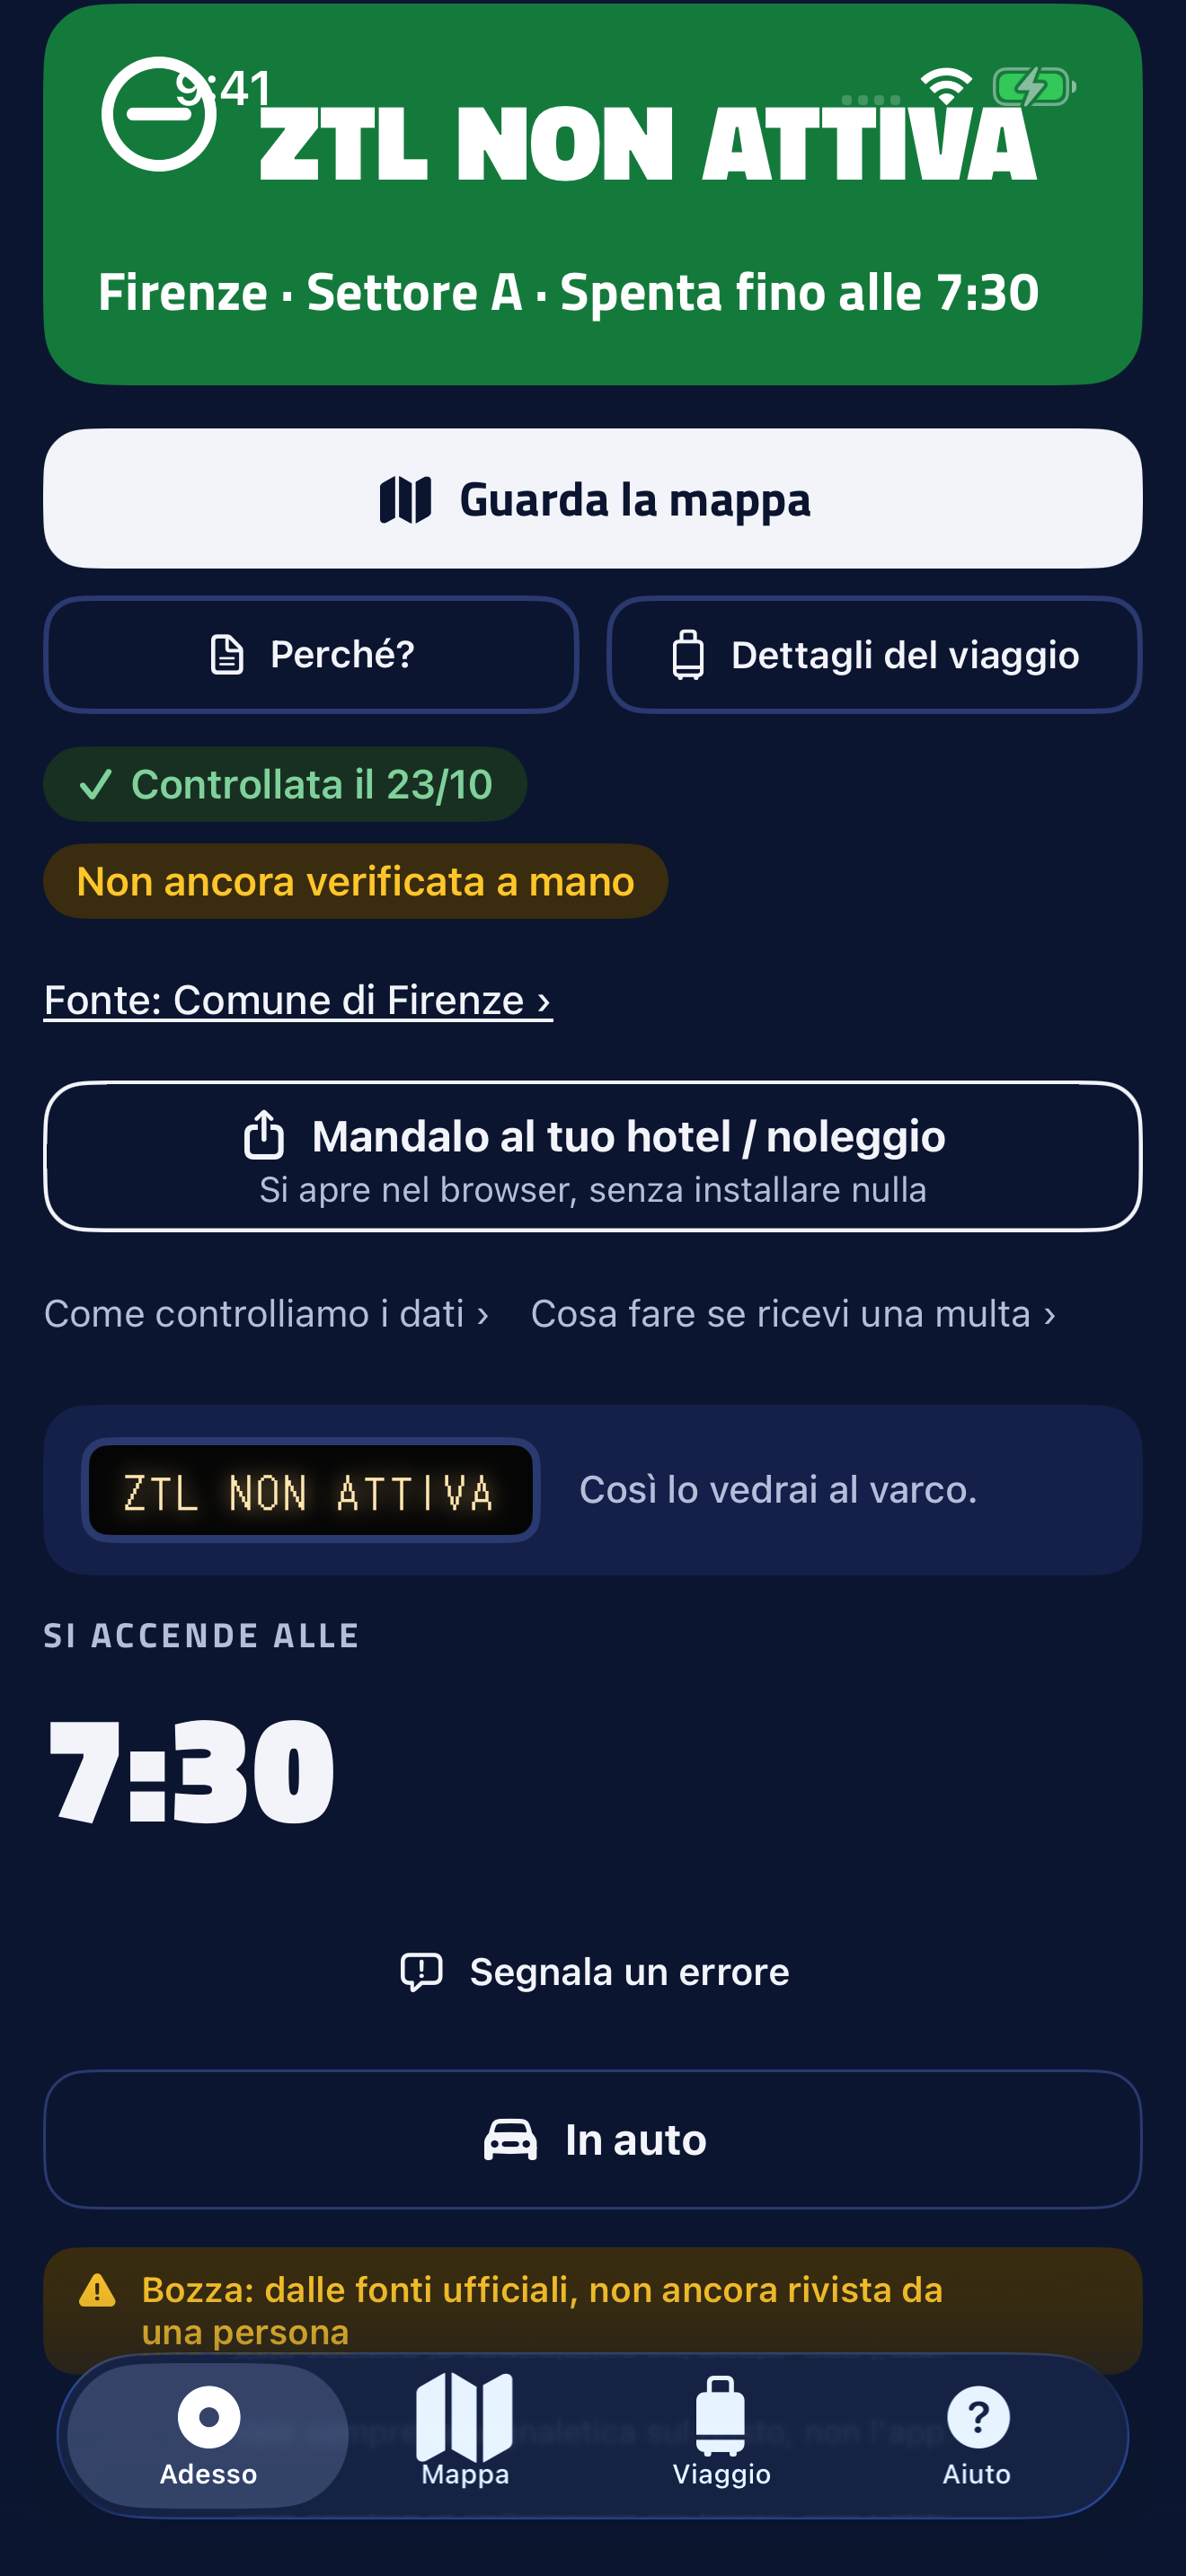 9:41
ZTL NON ATTIVA
Firenze · Settore A · Spenta fino alle 7:30
Guarda la mappa
Perché?
Dettagli del viaggio
Controllata il 23/10
Non ancora verificata a mano
Fonte: Comune di Firenze ›
Mandalo al tuo hotel / noleggio
Si apre nel browser, senza installare nulla
Come controlliamo i dati ›
Cosa fare se ricevi una multa ›
ZTL NON ATTIVA
Così lo vedrai al varco.
SI ACCENDE ALLE
7:30
Segnala un errore
In auto
Bozza: dalle fonti ufficiali, non ancora rivista da
una persona
Adesso
Mappa
Viaggio
Aiuto